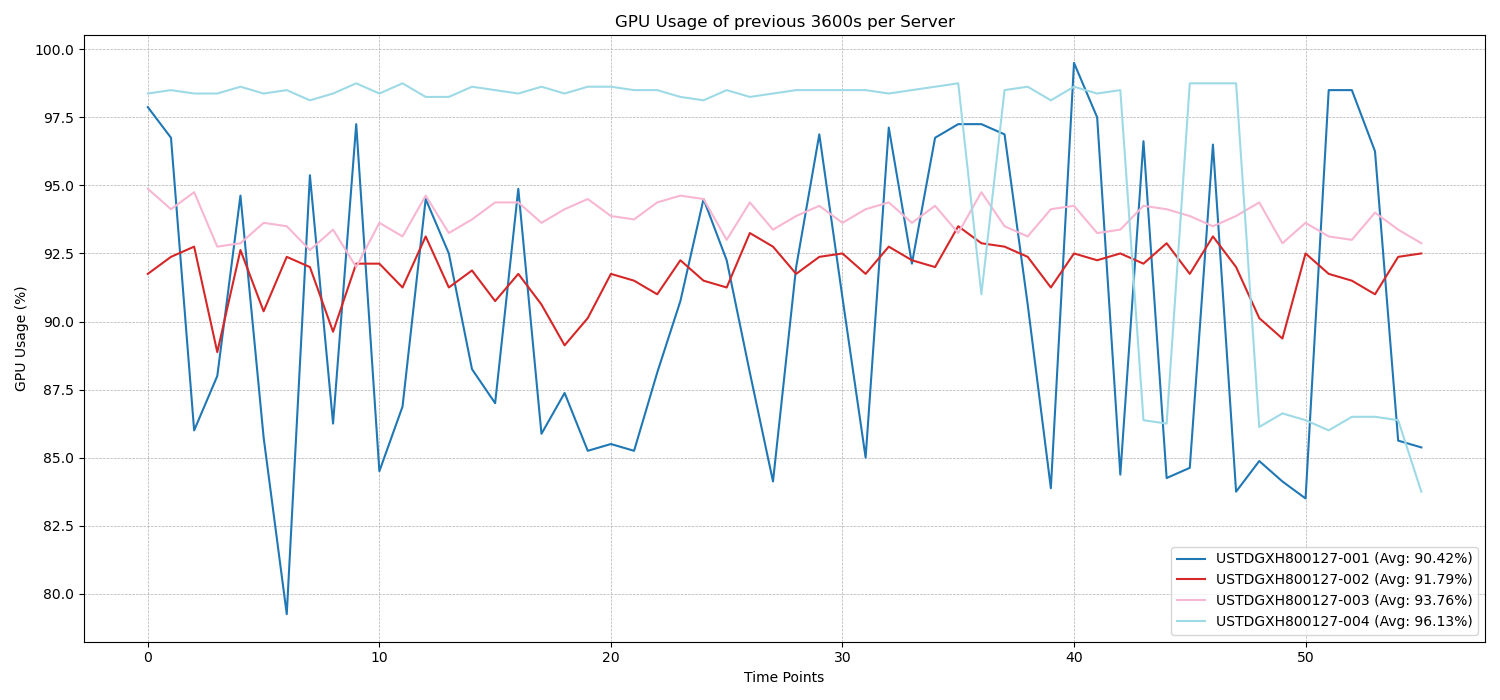 GPU Usage of previous 3600s per Server
100.0
97.5
95.0
92.5
90.0
87.5
85.0
82.5
80.0
GPU Usage (%)
USTDGXH800127-001 (Avg: 90.42%)
USTDGXH800127-002 (Avg: 91.79%)
USTDGXH800127-003 (Avg: 93.76%)
USTDGXH800127-004 (Avg: 96.13%)
0 10 20 30 40 50
Time Points